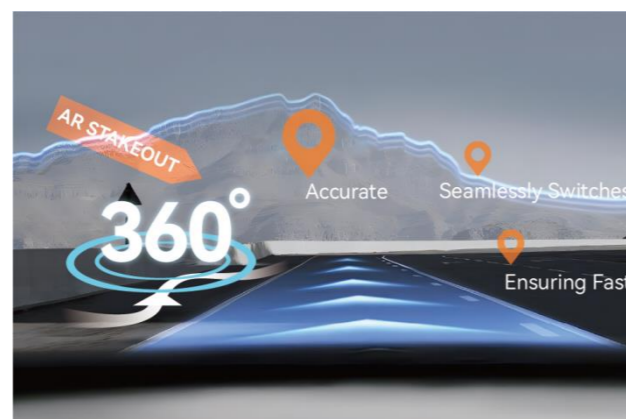 AR STAKEOUT
360°
Accurate
Seamlessly Switches
Ensuring Fast